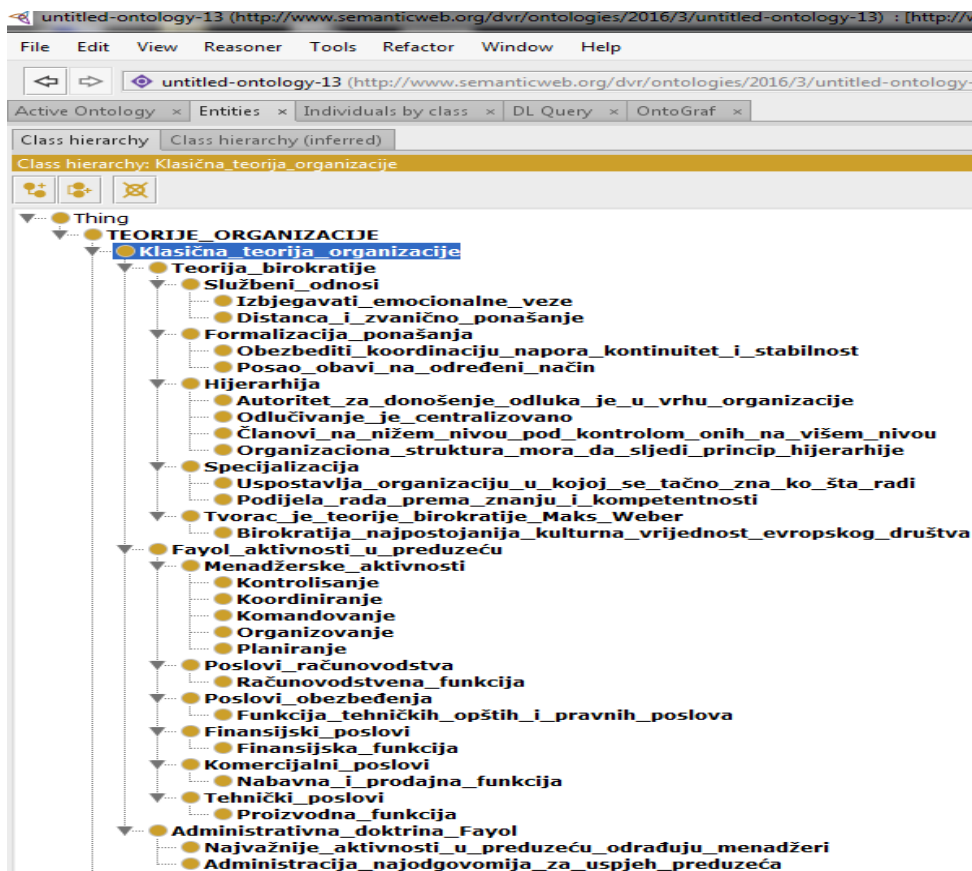 untitled-ontology-13 (http://www.semanticweb.org/dvr/ontologies/2016/3/untitled-ontology-13) : [http://
File Edit View Reasoner Tools Refactor Window Help
untitled-ontology-13 (http://www.semanticweb.org/dvr/ontologies/2016/3/untitled-ontology-
Active Ontology × Entities × Individuals by class × DL Query × OntoGraf ×
Class hierarchy Class hierarchy (inferred)
Class hierarchy: Klasična_teorija_organizacije
Thing
TEORIJE_ORGANIZACIJE
Klasična_teorija_organizacije
Teorija_birokratije
Službeni_odnosi
Izbjegavati_emocionalne_veze
Distanca_i_zvanično_ponašanje
Formalizacija_ponašanja
Obezbediti_koordinaciju_napora_kontinuitet_i_stabilnost
Posao_obavi_na_određeni_način
Hijerarhija
Autoritet_za_donošenje_odluka_je_u_vrhu_organizacije
Odlučivanje_je_centralizovano
Članovi_na_nižem_nivou_pod_kontrolom_onih_na_višem_nivou
Organizaciona_struktura_mora_da_sljedi_princip_hijerarhije
Specijalizacija
Uspostavlja_organizaciju_u_kojoj_se_tačno_zna_ko_šta_radi
Podijela_rada_prema_znanju_i_kompetentnosti
Tvorac_je_teorije_birokratije_Maks_Weber
Birokratija_najpostojanija_kulturna_vrijednost_evropskog_društva
Fayol_aktivnosti_u_preduzeću
Menadžerske_aktivnosti
Kontrolisanje
Koordiniranje
Komandovanje
Organizovanje
Planiranje
Poslovi_računovodstva
Računovodstvena_funkcija
Poslovi_obezbeđenja
Funkcija_tehničkih_opštih_i_pravnih_poslova
Finansijski_poslovi
Finansijska_funkcija
Komercijalni_poslovi
Nabavna_i_prodajna_funkcija
Tehnički_poslovi
Proizvodna_funkcija
Administrativna_doktrina_Fayol
Najvažnije_aktivnosti_u_preduzeću_odrađuju_menadžeri
Administracija_najodgovomija_za_uspjeh_preduzeća